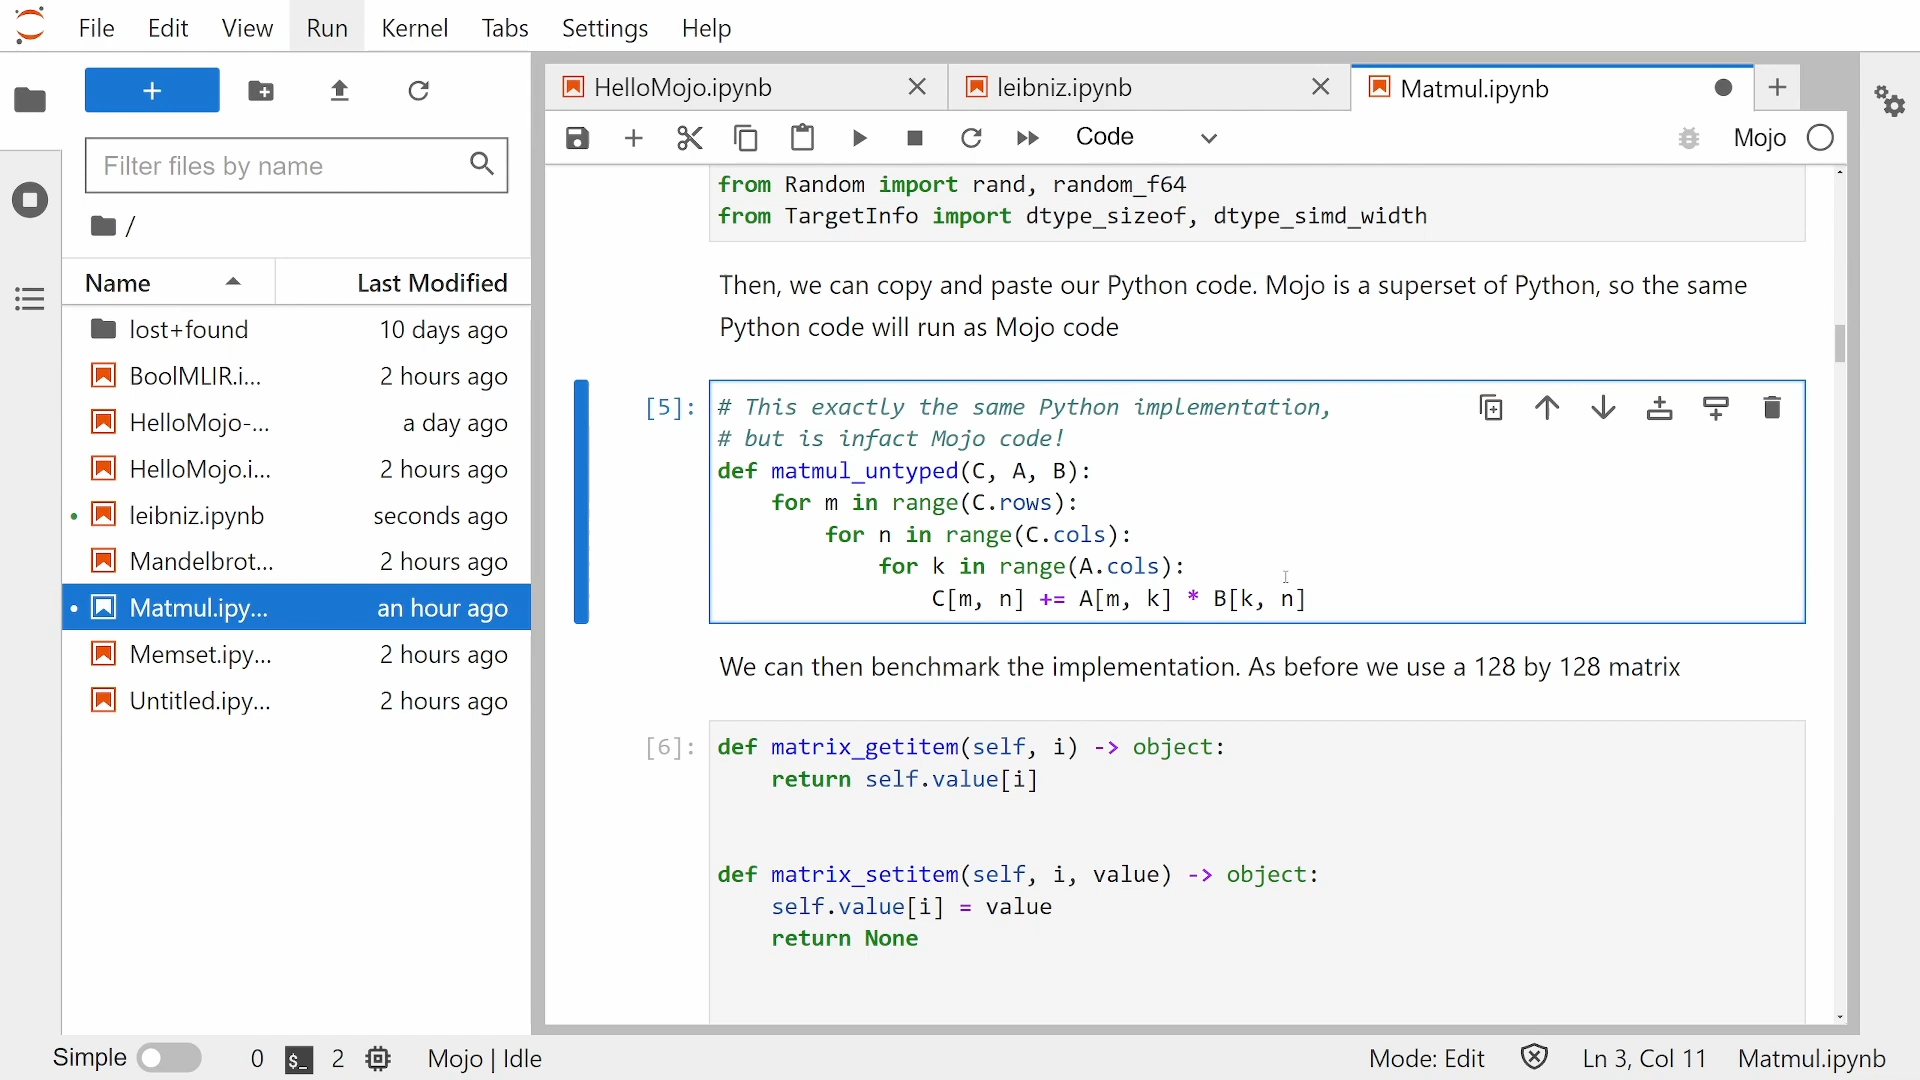 File Edit View Run Kernel Tabs Settings Help
+
Filter files by name
/
Name Last Modified
lost+found 10 days ago
BoolMLIR.i... 2 hours ago
HelloMojo-... a day ago
HelloMojo.i... 2 hours ago
leibniz.ipynb seconds ago
Mandelbrot... 2 hours ago
Matmul.ipy... an hour ago
Memset.ipy... 2 hours ago
Untitled.ipy... 2 hours ago
HelloMojo.ipynb leibniz.ipynb Matmul.ipynb
Code Mojo
from Random import rand, random_f64
from TargetInfo import dtype_sizeof, dtype_simd_width
Then, we can copy and paste our Python code. Mojo is a superset of Python, so the same
Python code will run as Mojo code
[5]: # This exactly the same Python implementation,
# but is infact Mojo code!
def matmul_untyped(C, A, B):
for m in range(C.rows):
for n in range(C.cols):
for k in range(A.cols):
C[m, n] += A[m, k] * B[k, n]
We can then benchmark the implementation. As before we use a 128 by 128 matrix
[6]: def matrix_getitem(self, i) -> object:
return self.value[i]
def matrix_setitem(self, i, value) -> object:
self.value[i] = value
return None
Simple 0 $_ 2 Mojo | Idle Mode: Edit Ln 3, Col 11 Matmul.ipynb